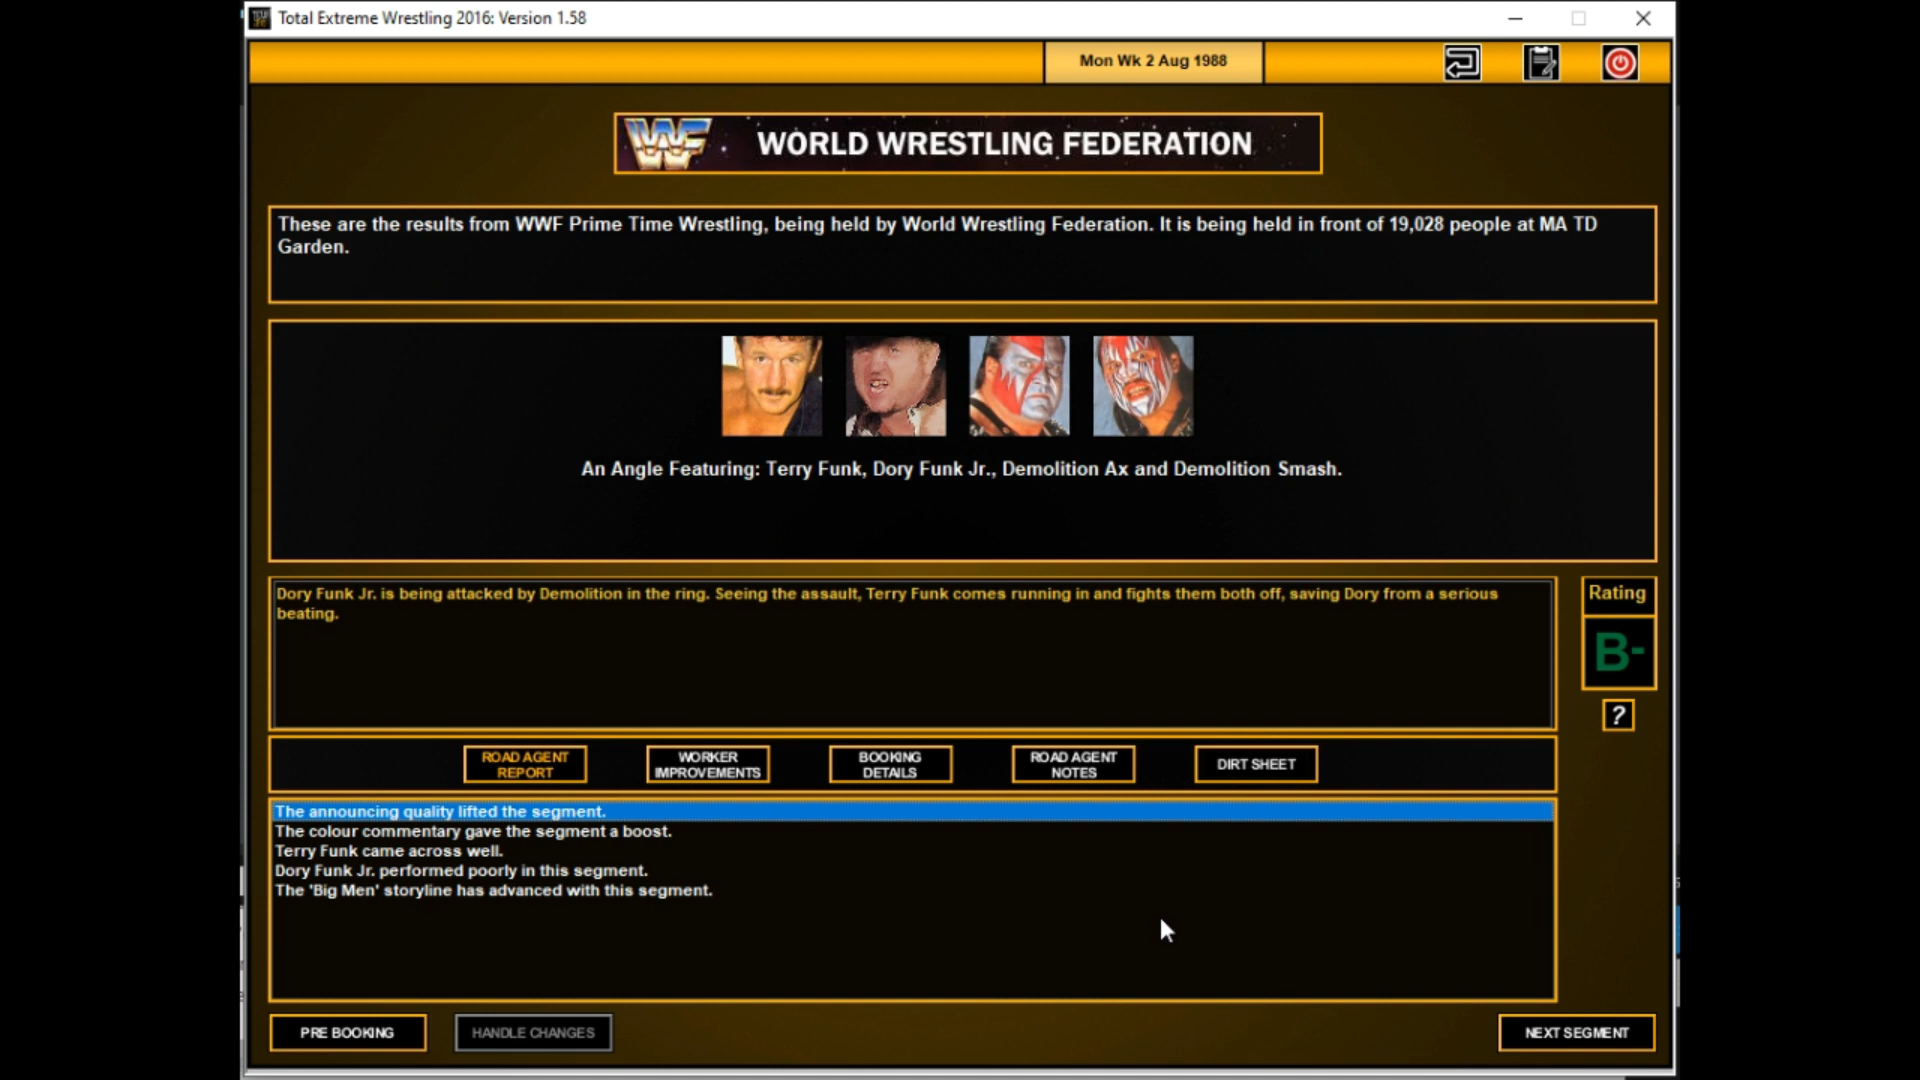 Total Extreme Wrestling 2016: Version 1.58
Mon Wk 2 Aug 1988
WF WORLD WRESTLING FEDERATION
These are the results from WWF Prime Time Wrestling, being held by World Wrestling Federation. It is being held in front of 19,028 people at MA TD
Garden.
An Angle Featuring: Terry Funk, Dory Funk Jr., Demolition Ax and Demolition Smash.
Dory Funk Jr. is being attacked by Demolition in the ring. Seeing the assault, Terry Funk comes running in and fights them both off, saving Dory from a serious
beating.
Rating
B-
?
ROAD AGENT
REPORT
WORKER
IMPROVEMENTS
BOOKING
DETAILS
ROAD AGENT
NOTES
DIRT SHEET
The announcing quality lifted the segment.
The colour commentary gave the segment a boost.
Terry Funk came across well.
Dory Funk Jr. performed poorly in this segment.
The 'Big Men' storyline has advanced with this segment.
PRE BOOKING
HANDLE CHANGES
NEXT SEGMENT